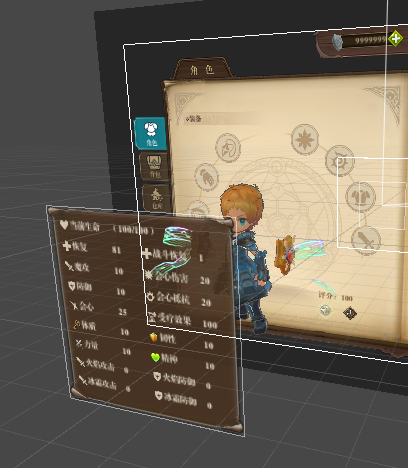 9999999
角色
角色
背包
装备
当前生命 (100/100)
恢复 81
战斗恢复 1
魔攻 10
会心伤害 20
防御 10
会心抵抗 20
会心 25
受疗效果 100
体质 10
韧性 10
力量 10
精神 10
火焰攻击 0
火焰防御 0
冰霜攻击 0
冰霜防御 0
评分: 100